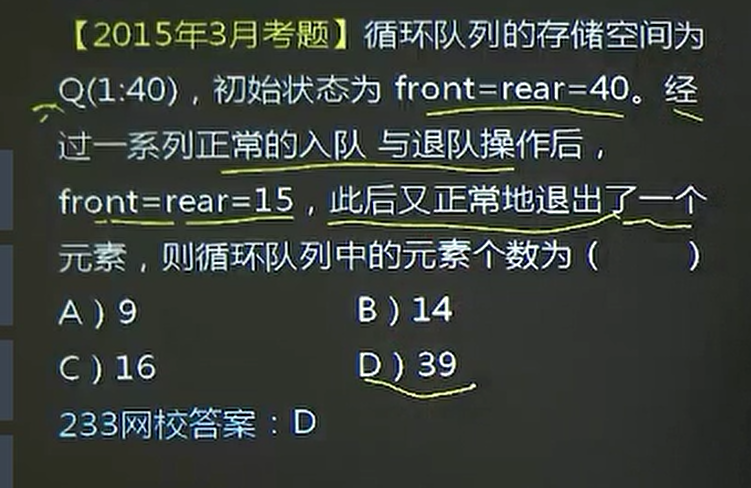 【2015年3月考题】循环队列的存储空间为
Q(1:40)，初始状态为 front=rear=40。经
过一系列正常的入队 与退队操作后，
front=rear=15，此后又正常地退出了一个
元素，则循环队列中的元素个数为（　　）
A）9　　B）14
C）16　　D）39
233网校答案：D